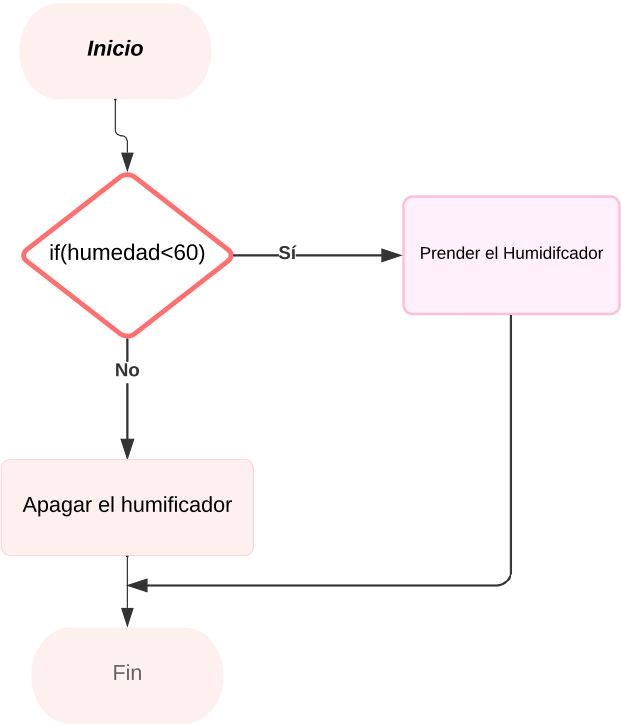 Inicio
if(humedad<60)
Sí
Prender el Humidifcador
No
Apagar el humificador
Fin